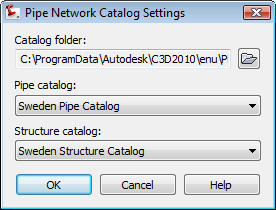 Pipe Network Catalog Settings
Catalog folder:
C:\ProgramData\Autodesk\C3D2010\enu\P
Pipe catalog:
Sweden Pipe Catalog
Structure catalog:
Sweden Structure Catalog
OK Cancel Help